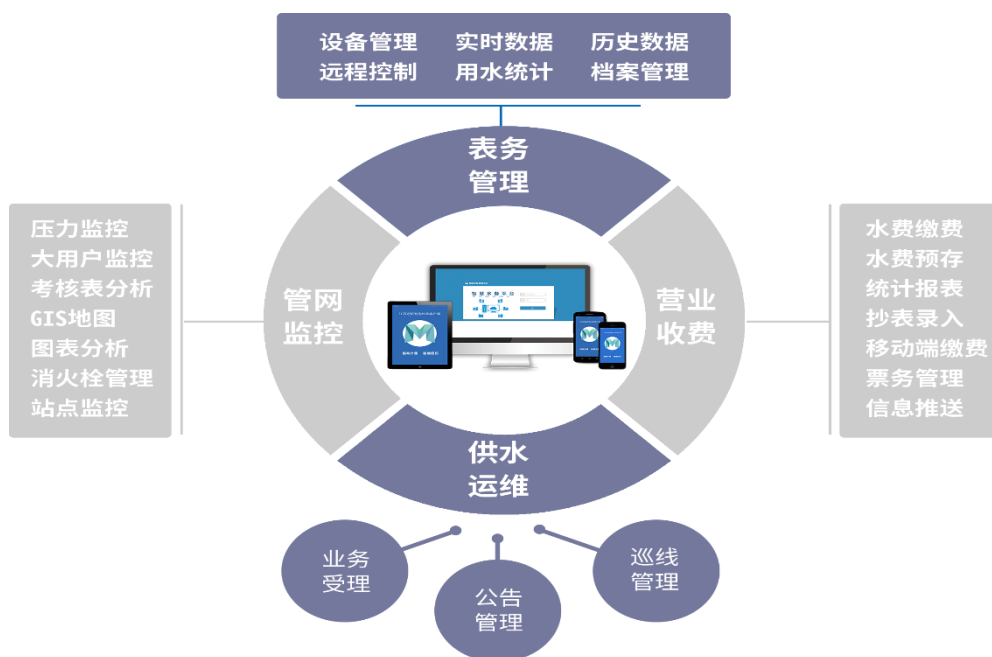 设备管理 实时数据 历史数据
远程控制 用水统计 档案管理
表务
管理
压力监控
大用户监控
考核表分析
GIS地图
图表分析
消火栓管理
站点监控
管网
监控
营业
收费
水费缴费
水费预存
统计报表
抄表录入
移动端缴费
票务管理
信息推送
供水
运维
业务
受理
公告
管理
巡线
管理